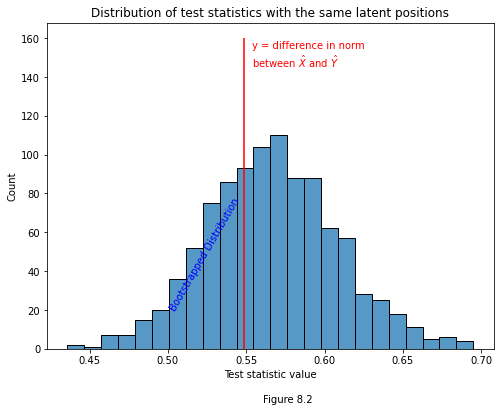 Distribution of test statistics with the same latent positions
160
140
120
100
80
60
40
20
0
Count
y = difference in norm
between X̂ and Ŷ
Bootstrapped Distribution
0.45 0.50 0.55 0.60 0.65 0.70
Test statistic value
Figure 8.2